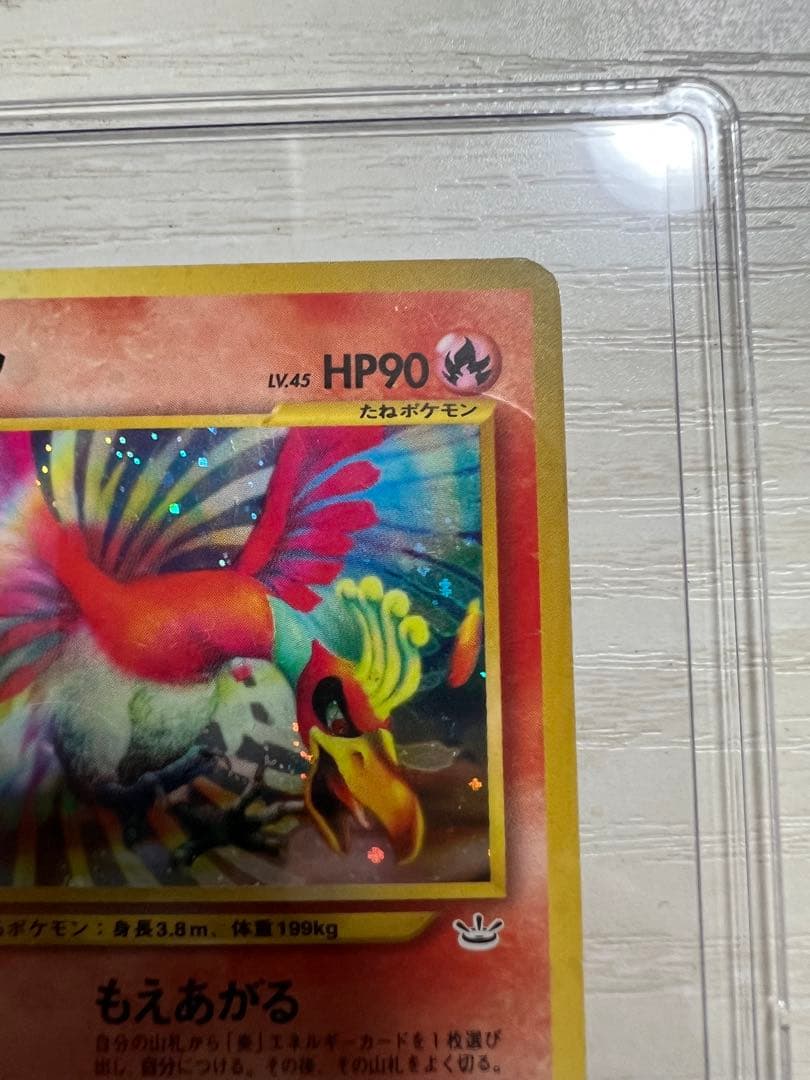 LV.45 HP90
たねポケモン
ポケモン：身長3.8m、体重199kg
もえあがる
自分の山札から「炎」エネルギーカードを1枚選び
出し、自分につける。その後、その山札をよく切る。